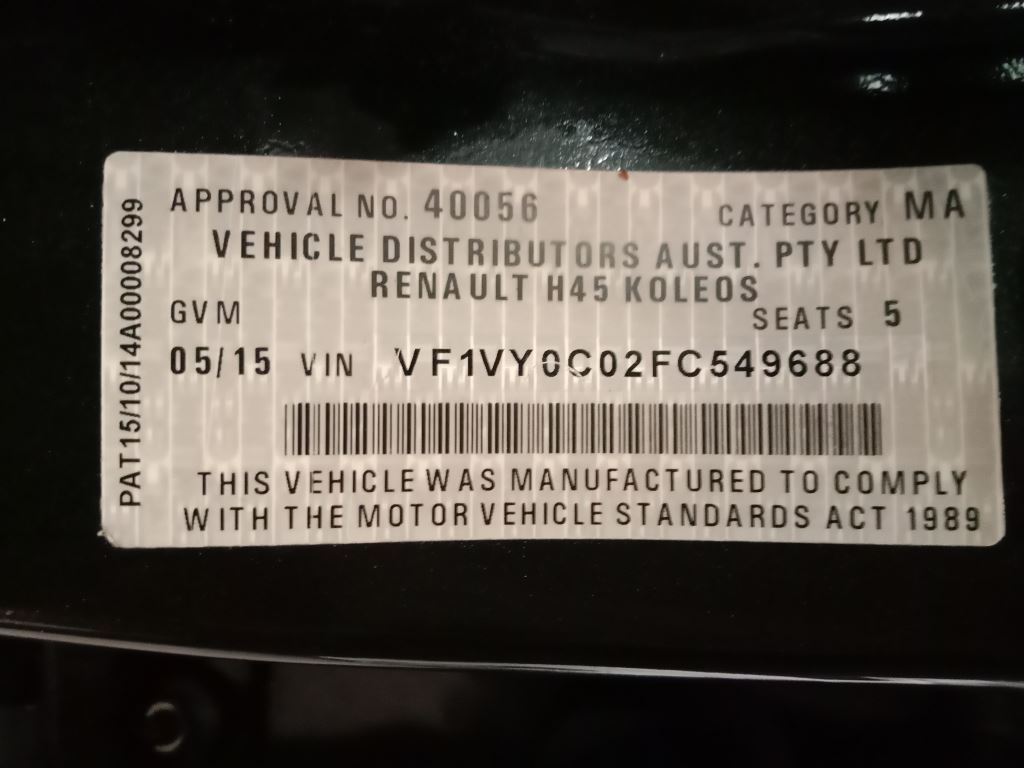 APPROVAL NO. 40056 CATEGORY MA
VEHICLE DISTRIBUTORS AUST. PTY LTD
RENAULT H45 KOLEOS
GVM SEATS 5
05/15 VIN VF1VY0C02FC549688
THIS VEHICLE WAS MANUFACTURED TO COMPLY
WITH THE MOTOR VEHICLE STANDARDS ACT 1989
PAT15/10/14A00008299